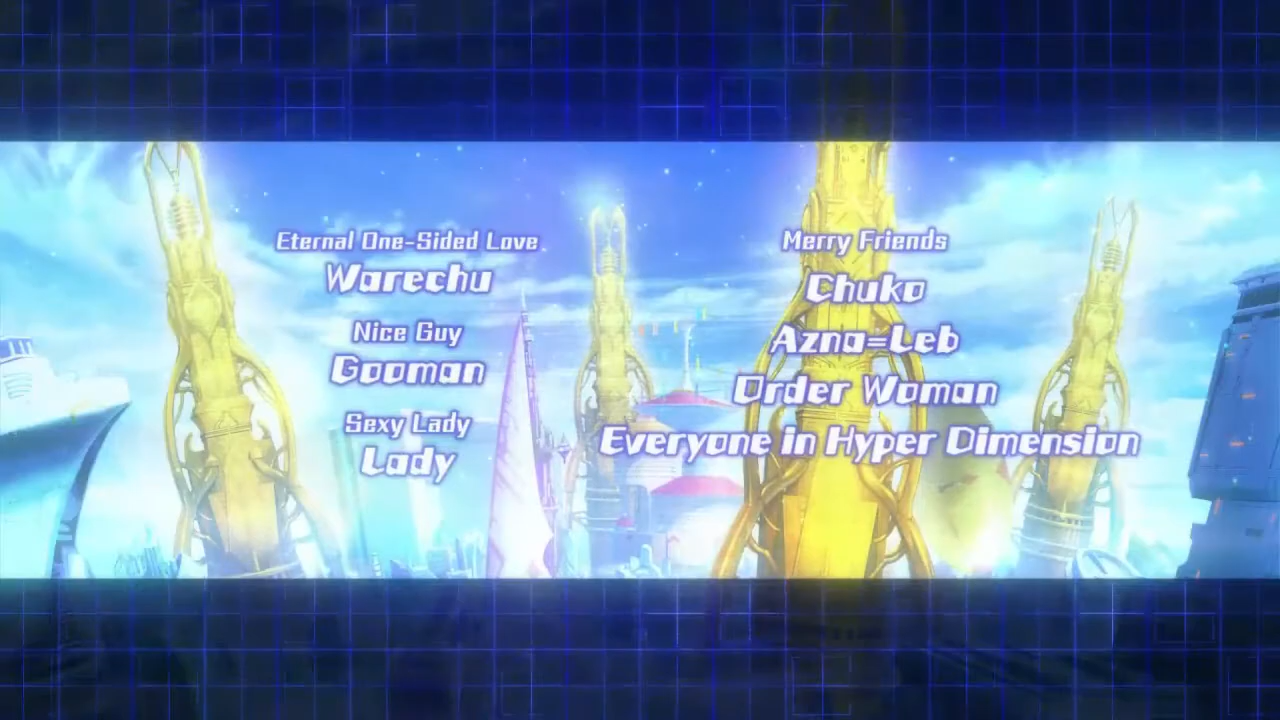 Eternal One-Sided Love
Warechu
Nice Guy
Gooman
Sexy Lady
Lady
Merry Friends
Chuko
Azna=Leb
Order Woman
Everyone in Hyper Dimension